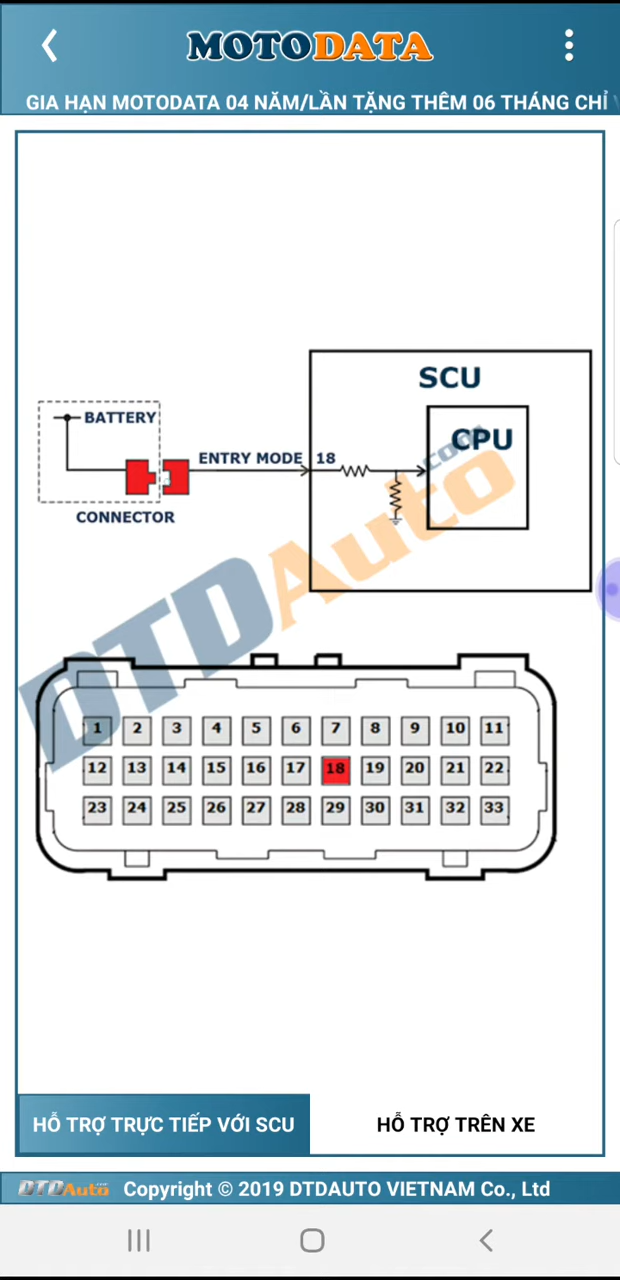 MOTODATA
GIA HẠN MOTODATA 04 NĂM/LẦN TẶNG THÊM 06 THÁNG CHỈ
SCU
CPU
BATTERY
ENTRY MODE 18
CONNECTOR
DTDAuto.com
1 2 3 4 5 6 7 8 9 10 11
12 13 14 15 16 17 18 19 20 21 22
23 24 25 26 27 28 29 30 31 32 33
HỖ TRỢ TRỰC TIẾP VỚI SCU
HỖ TRỢ TRÊN XE
DTDAuto.com Copyright © 2019 DTDAUTO VIETNAM Co., Ltd